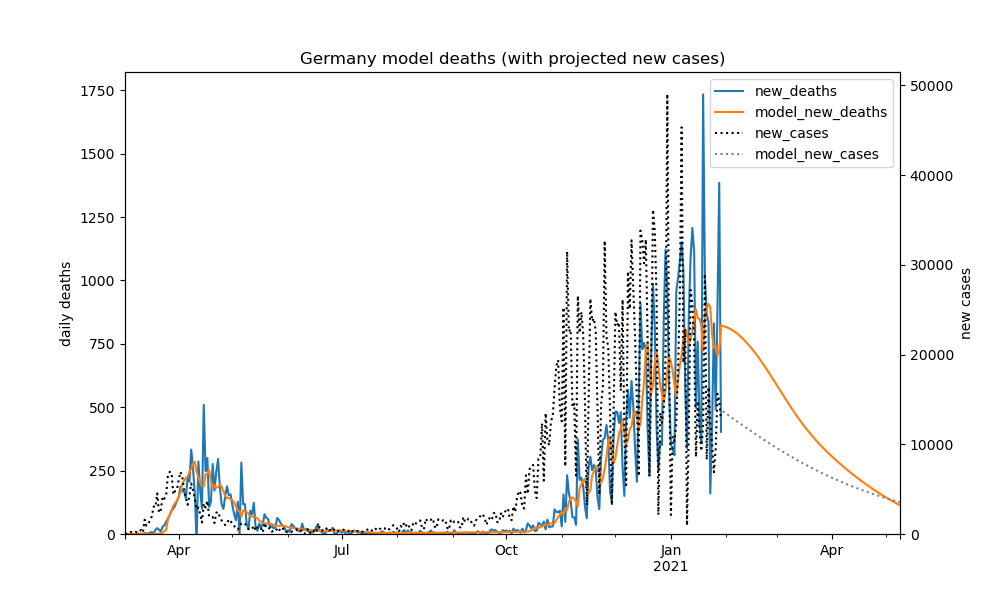 Germany model deaths (with projected new cases)
1750
1500
1250
1000
750
500
250
0
daily deaths
50000
40000
30000
20000
10000
0
new cases
new_deaths
model_new_deaths
new_cases
model_new_cases
Apr
Jul
Oct
Jan
2021
Apr